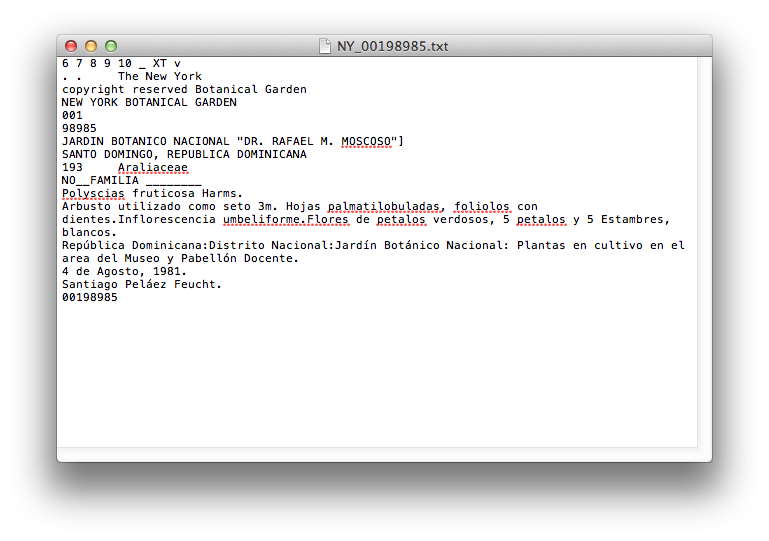 NY_00198985.txt
6 7 8 9 10 _ XT v
. .     The New York
copyright reserved Botanical Garden
NEW YORK BOTANICAL GARDEN
001
98985
JARDIN BOTANICO NACIONAL "DR. RAFAEL M. MOSCOSO"]
SANTO DOMINGO, REPUBLICA DOMINICANA
193     Araliaceae
NO__FAMILIA ________
Polyscias fruticosa Harms.
Arbusto utilizado como seto 3m. Hojas palmatilobuladas, foliolos con
dientes.Inflorescencia umbeliforme.Flores de petalos verdosos, 5 petalos y 5 Estambres,
blancos.
República Dominicana:Distrito Nacional:Jardín Botánico Nacional: Plantas en cultivo en el
area del Museo y Pabellón Docente.
4 de Agosto, 1981.
Santiago Peláez Feucht.
00198985